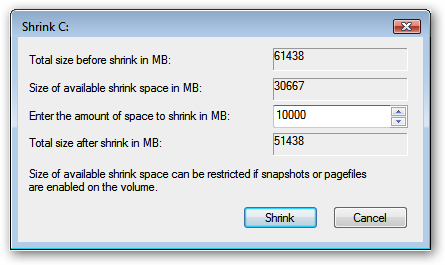 Shrink C:
Total size before shrink in MB: 61438
Size of available shrink space in MB: 30667
Enter the amount of space to shrink in MB: 10000
Total size after shrink in MB: 51438
Size of available shrink space can be restricted if snapshots or pagefiles
are enabled on the volume.
Shrink Cancel